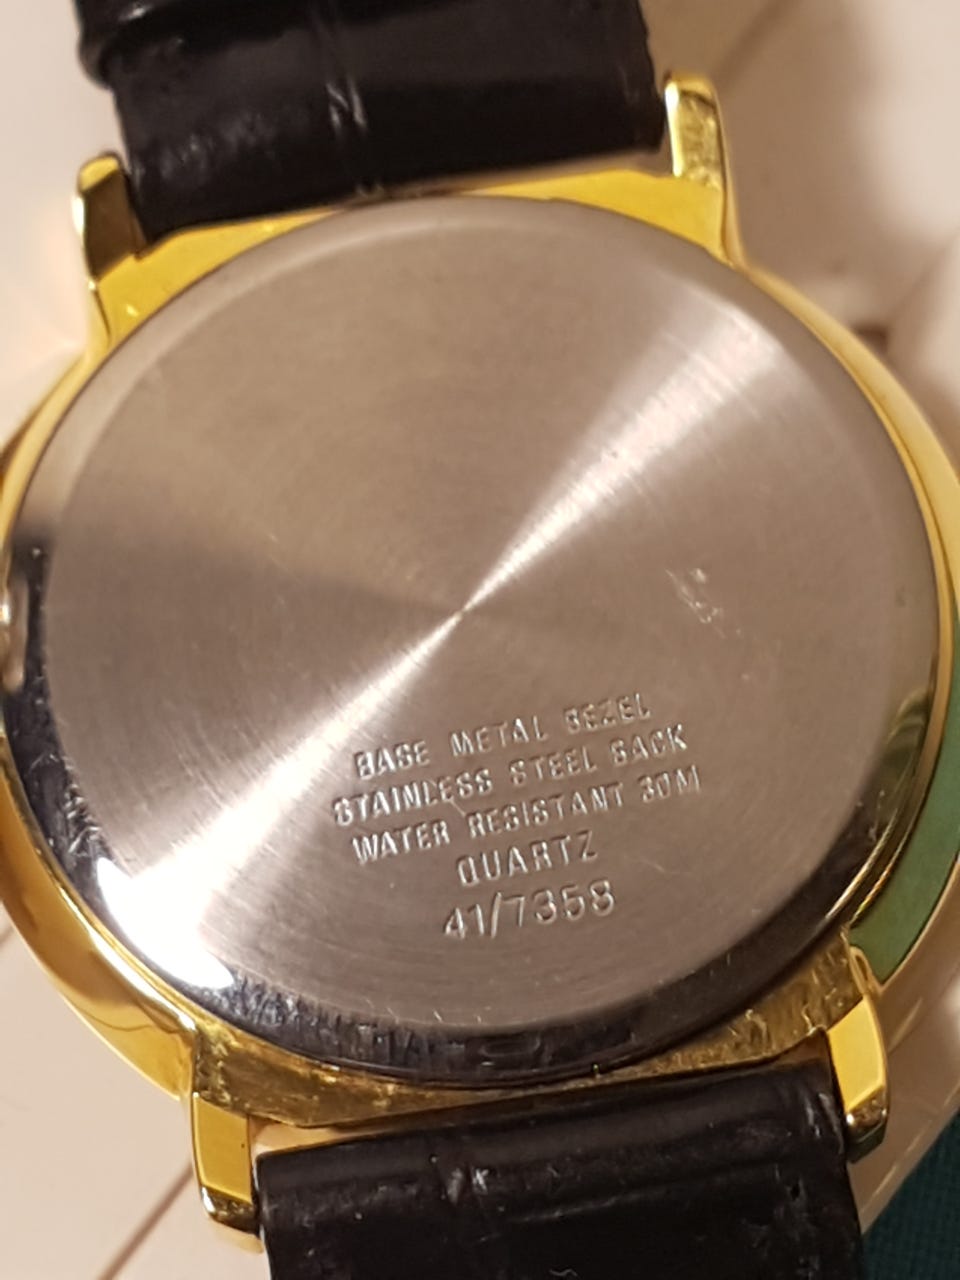 BASE METAL BEZEL
STAINLESS STEEL BACK
WATER RESISTANT 30M
QUARTZ
41/7358